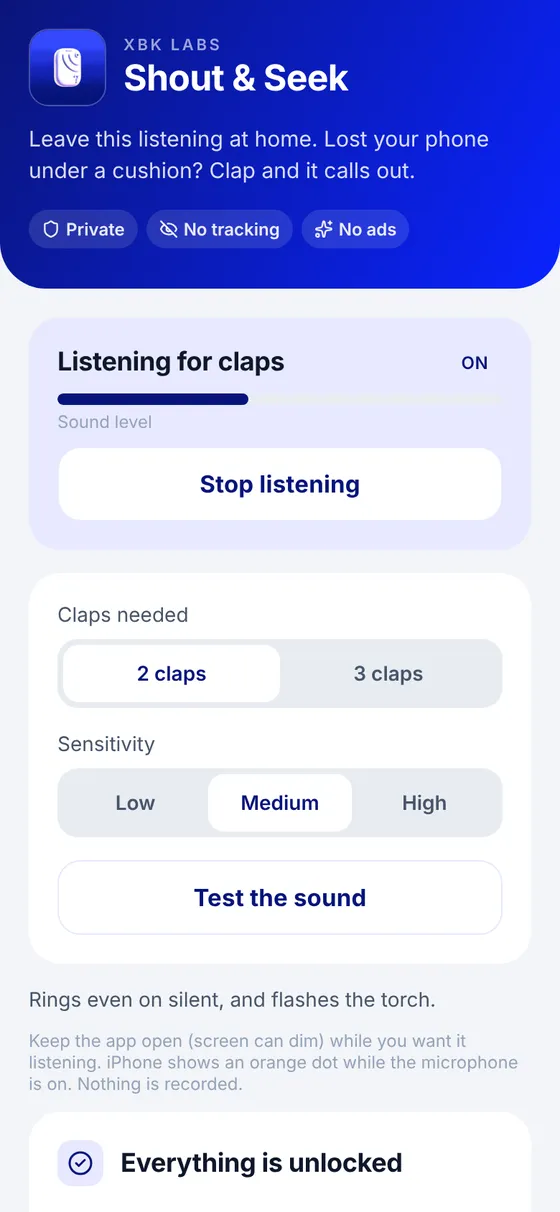 XBK LABS
Shout & Seek
Leave this listening at home. Lost your phone
under a cushion? Clap and it calls out.
Private No tracking No ads
Listening for claps ON
Sound level
Stop listening
Claps needed
2 claps 3 claps
Sensitivity
Low Medium High
Test the sound
Rings even on silent, and flashes the torch.
Keep the app open (screen can dim) while you want it
listening. iPhone shows an orange dot while the microphone
is on. Nothing is recorded.
Everything is unlocked